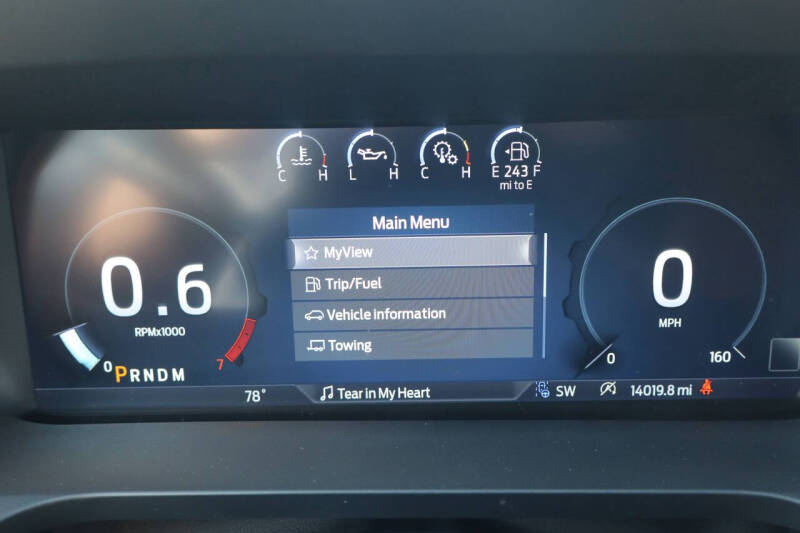 C H
L H
C H
E 243 F
mi to E
Main Menu
MyView
Trip/Fuel
Vehicle information
Towing
0.6
RPMx1000
0 7
PRNDM
0
MPH
0 160
78° Tear in My Heart SW 14019.8 mi